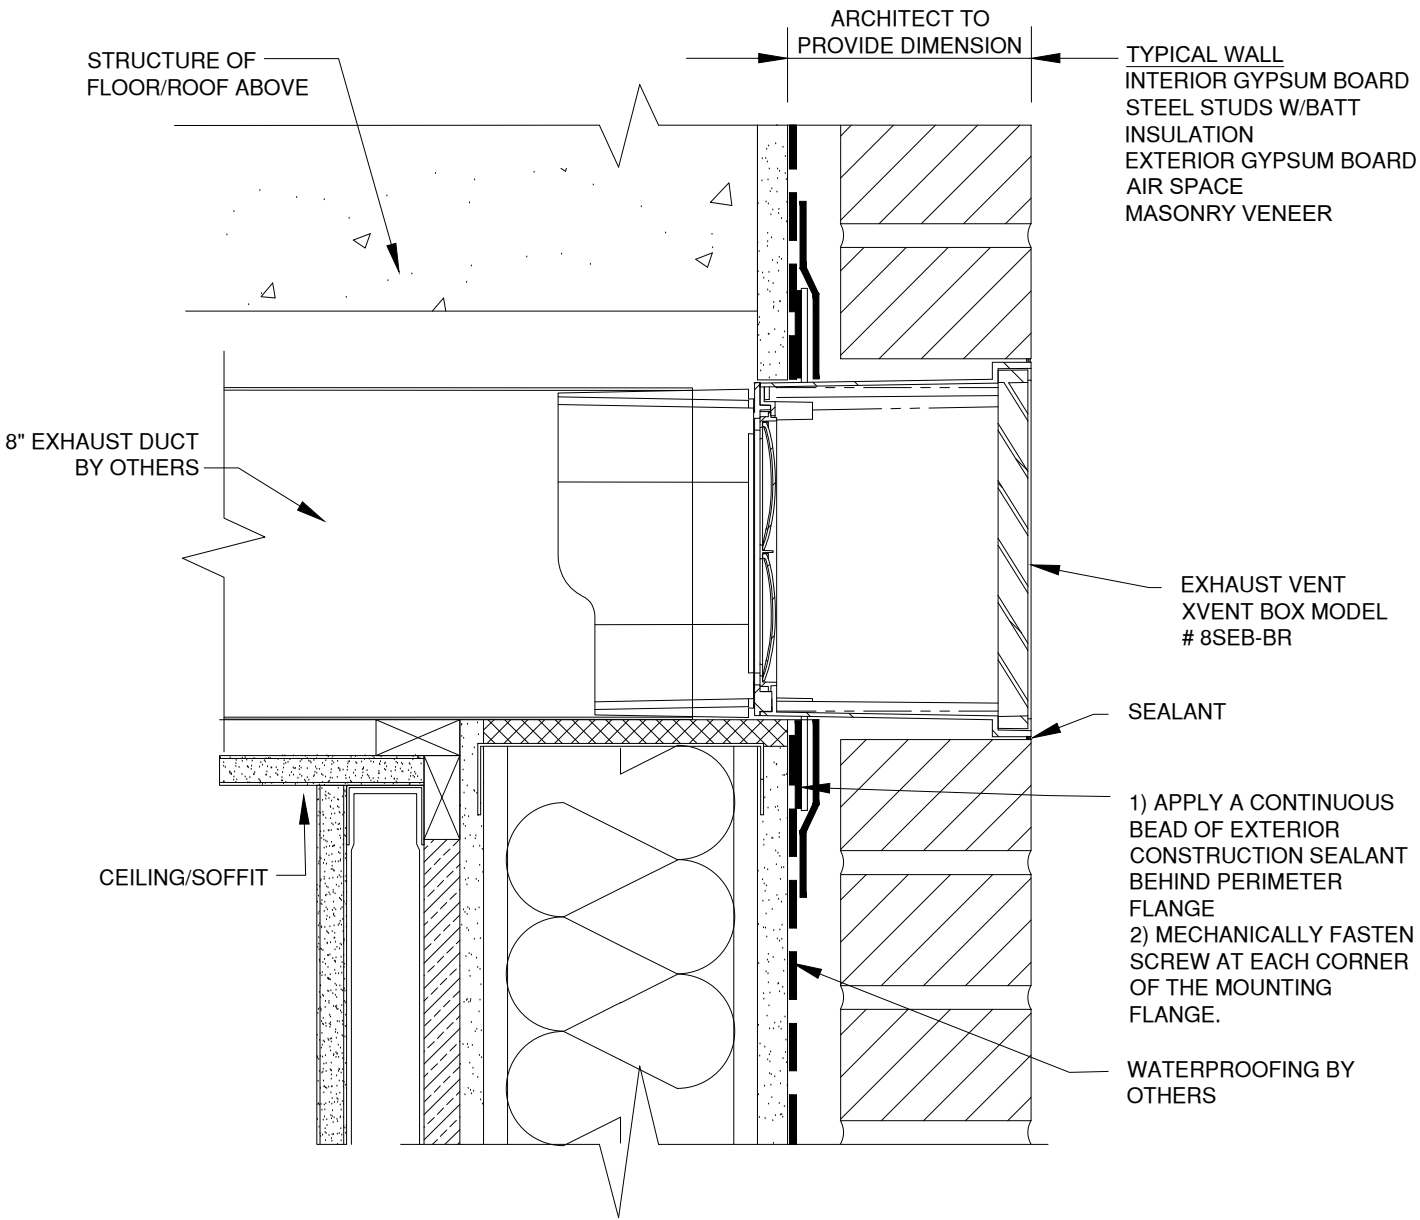 ARCHITECT TO
PROVIDE DIMENSION
STRUCTURE OF
FLOOR/ROOF ABOVE
TYPICAL WALL
INTERIOR GYPSUM BOARD
STEEL STUDS W/BATT
INSULATION
EXTERIOR GYPSUM BOARD
AIR SPACE
MASONRY VENEER
8" EXHAUST DUCT
BY OTHERS
EXHAUST VENT
XVENT BOX MODEL
# 8SEB-BR
SEALANT
CEILING/SOFFIT
1) APPLY A CONTINUOUS
BEAD OF EXTERIOR
CONSTRUCTION SEALANT
BEHIND PERIMETER
FLANGE
2) MECHANICALLY FASTEN
SCREW AT EACH CORNER
OF THE MOUNTING
FLANGE.
WATERPROOFING BY
OTHERS